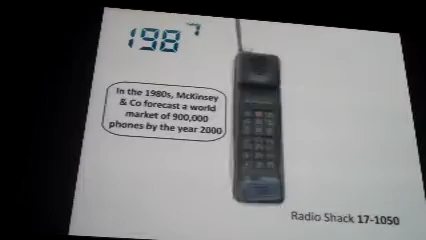 1987
In the 1980s, McKinsey
& Co forecast a world
market of 900,000
phones by the year 2000
Radio Shack 17-1050